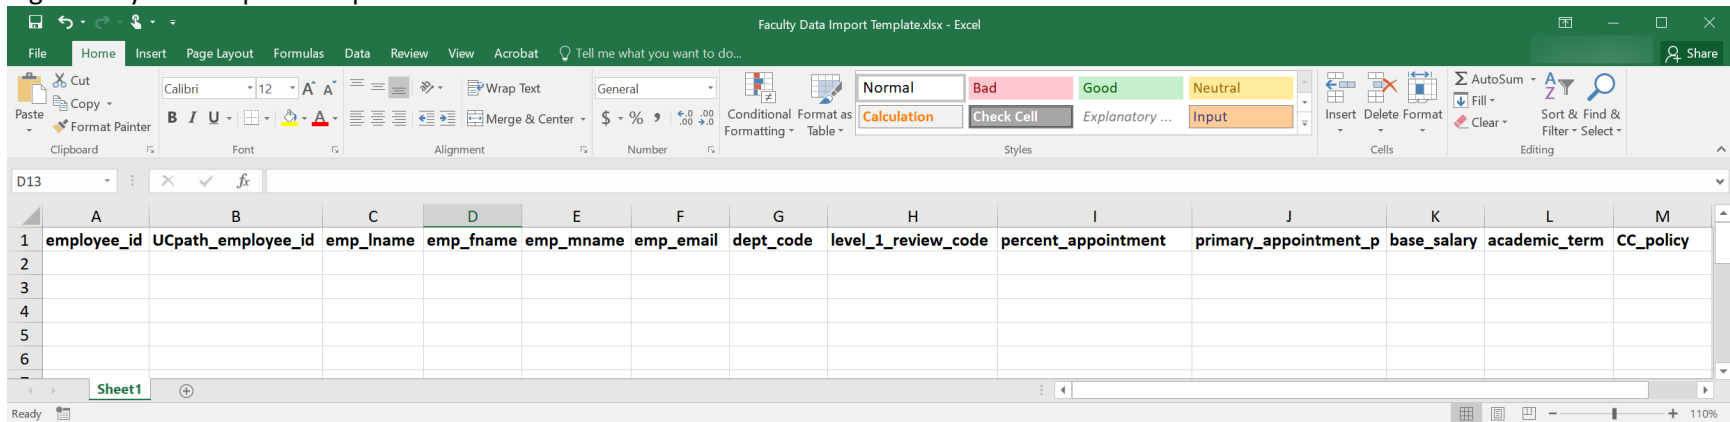 Faculty Data Import Template.xlsx - Excel
File Home Insert Page Layout Formulas Data Review View Acrobat Tell me what you want to do... Share
Cut
Copy
Format Painter
Paste
Clipboard
Calibri 12 A A
B I U A
Font
Wrap Text
Merge & Center
Alignment
General
$ % , .0 .00 .00 .0
Number
Conditional Formatting
Format as Table
Normal Bad Good Neutral
Calculation Check Cell Explanatory ... Input
Styles
Insert Delete Format
Cells
AutoSum
Fill
Clear
Sort & Filter
Find & Select
Editing
D13 fx
A B C D E F G H I J K L M
1 employee_id UCpath_employee_id emp_lname emp_fname emp_mname emp_email dept_code level_1_review_code percent_appointment primary_appointment_p base_salary academic_term CC_policy
2
3
4
5
6
Sheet1
Ready 110%